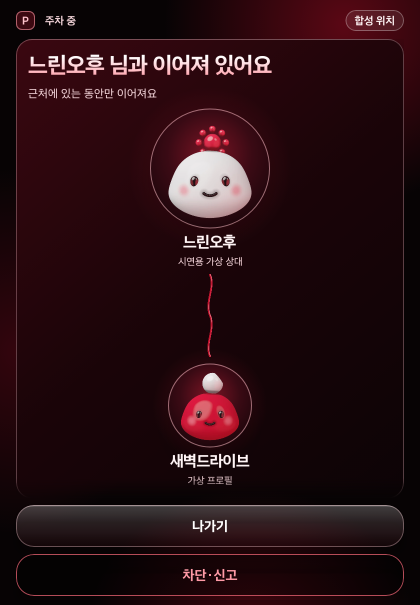 P 주차 중
합성 위치
느린오후 님과 이어져 있어요
근처에 있는 동안만 이어져요
느린오후
시연용 가상 상대
새벽드라이브
가상 프로필
나가기
차단·신고